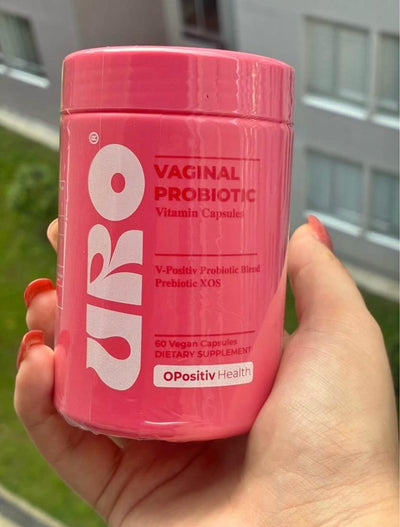 URO®
VAGINAL
PROBIOTIC
Vitamin Capsules
V-Positiv Probiotic Blend
Prebiotic XOS
60 Vegan Capsules
DIETARY SUPPLEMENT
OPositiv Health